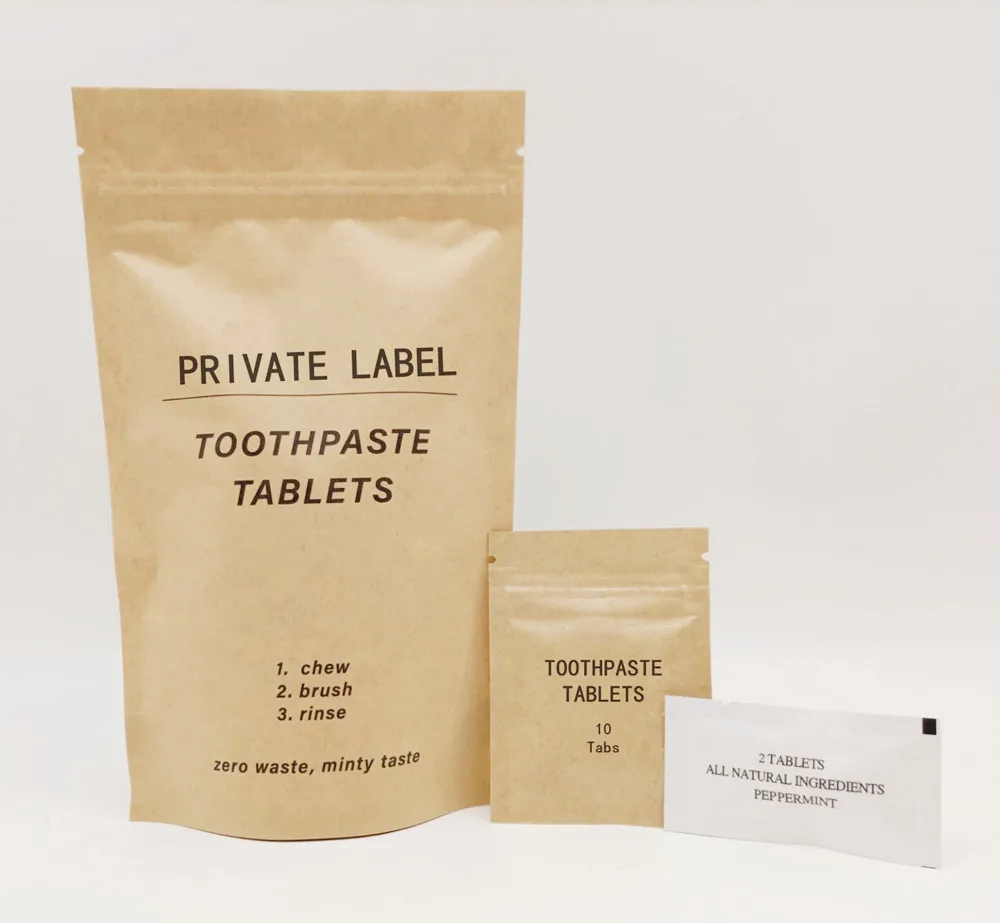 PRIVATE LABEL
TOOTHPASTE
TABLETS
1. chew
2. brush
3. rinse
zero waste, minty taste
TOOTHPASTE
TABLETS
10
Tabs
2 TABLETS
ALL NATURAL INGREDIENTS
PEPPERMINT